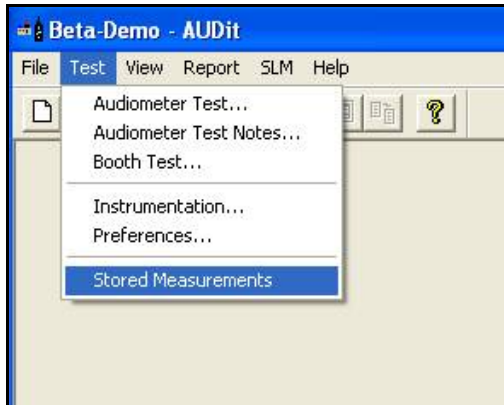 Beta-Demo - AUDit
File Test View Report SLM Help
Audiometer Test...
Audiometer Test Notes...
Booth Test...
Instrumentation...
Preferences...
Stored Measurements